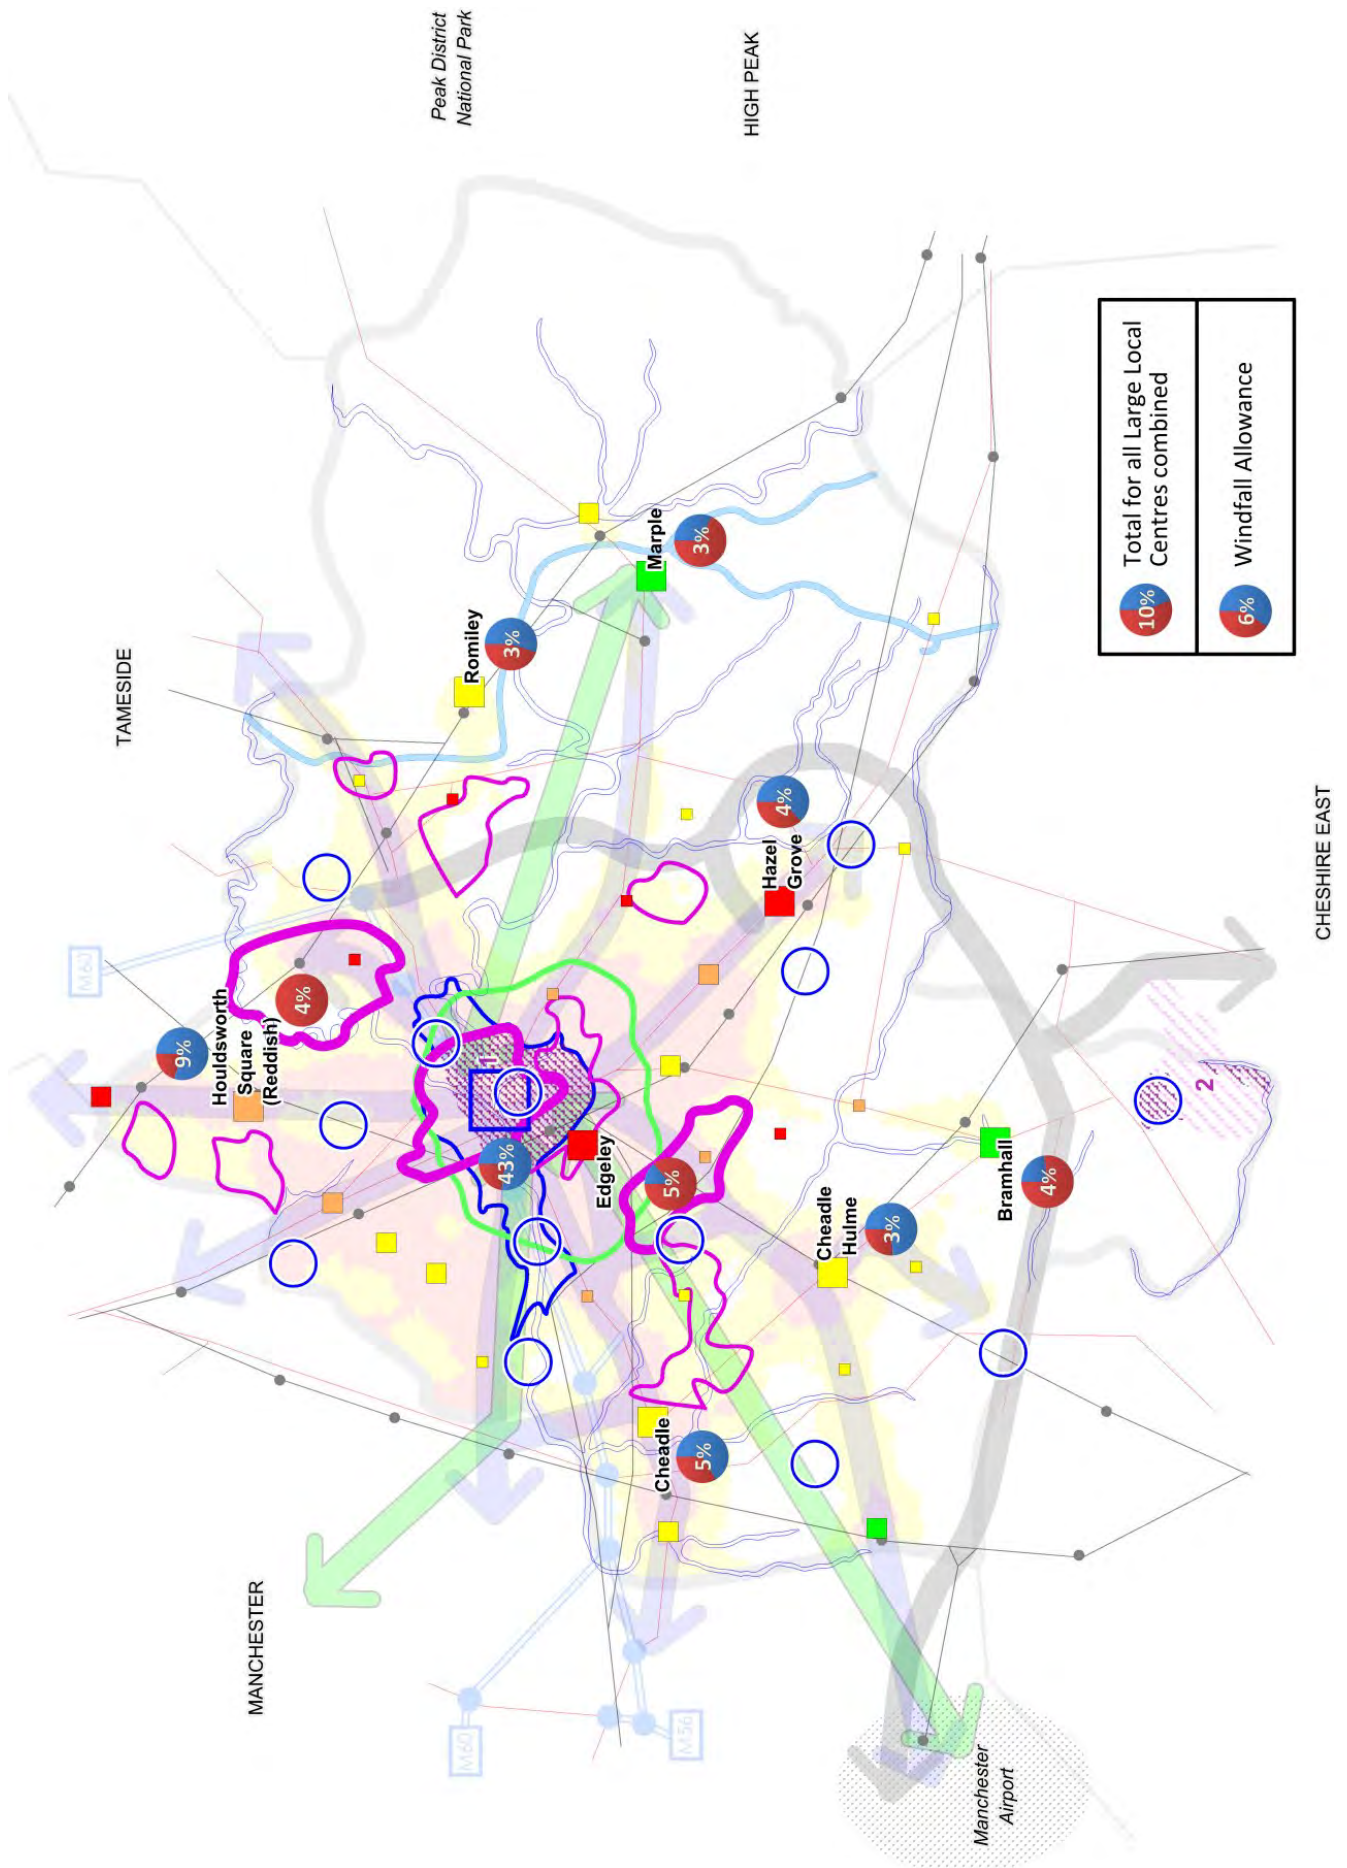 Peak District
National Park
HIGH PEAK
TAMESIDE
Romiley
3%
Marple
3%
M60
Houldsworth
Square
(Reddish)
9%
4%
1
43%
Edgeley
5%
Hazel
Grove
4%
Cheadle
Hulme
3%
Bramhall
4%
2
CHESHIRE EAST
Cheadle
5%
MANCHESTER
M60
M56
Manchester
Airport
10%
Total for all Large Local
Centres combined
6%
Windfall Allowance